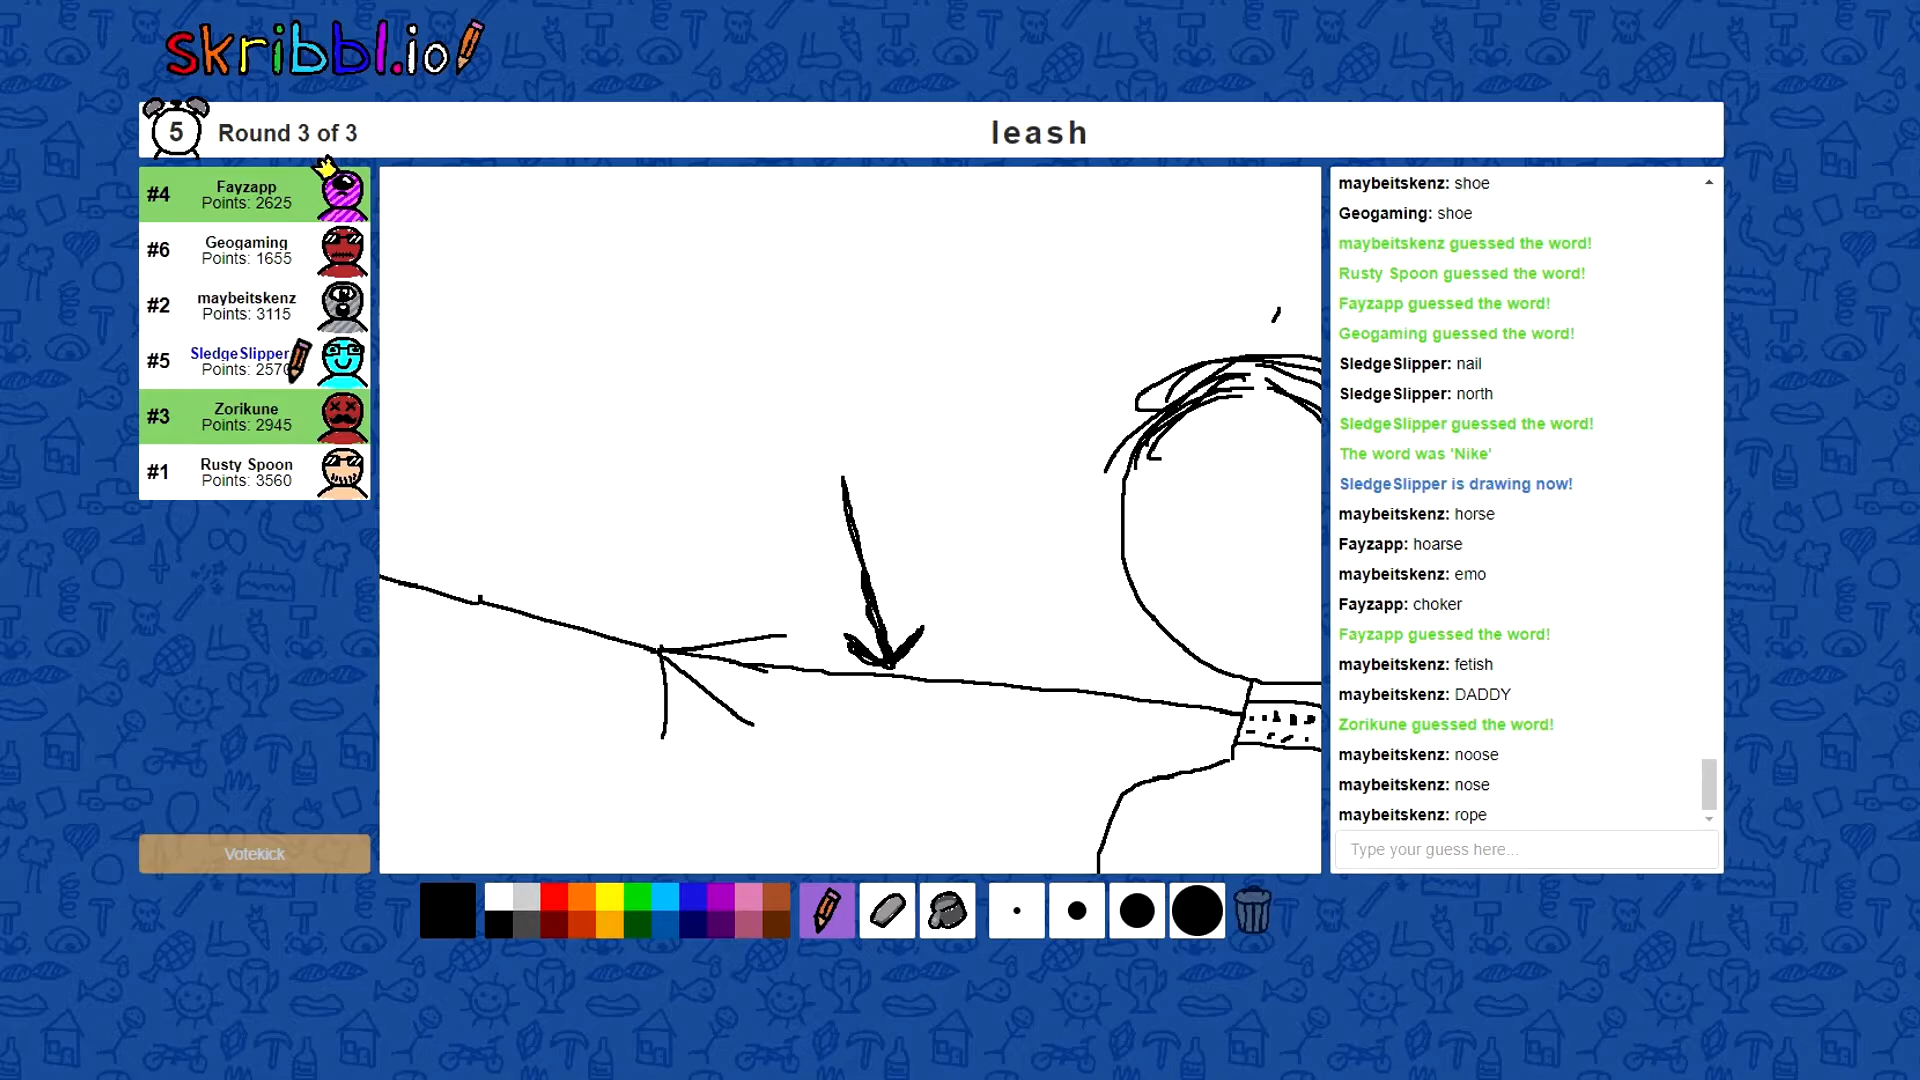 skribbl.io
5
Round 3 of 3
leash
#4
Fayzapp
Points: 2625
#6
Geogaming
Points: 1655
#2
maybeitskenz
Points: 3115
#5
SledgeSlipper
Points: 2570
#3
Zorikune
Points: 2945
#1
Rusty Spoon
Points: 3560
Votekick
maybeitskenz: shoe
Geogaming: shoe
maybeitskenz guessed the word!
Rusty Spoon guessed the word!
Fayzapp guessed the word!
Geogaming guessed the word!
SledgeSlipper: nail
SledgeSlipper: north
SledgeSlipper guessed the word!
The word was 'Nike'
SledgeSlipper is drawing now!
maybeitskenz: horse
Fayzapp: hoarse
maybeitskenz: emo
Fayzapp: choker
Fayzapp guessed the word!
maybeitskenz: fetish
maybeitskenz: DADDY
Zorikune guessed the word!
maybeitskenz: noose
maybeitskenz: nose
maybeitskenz: rope
Type your guess here...